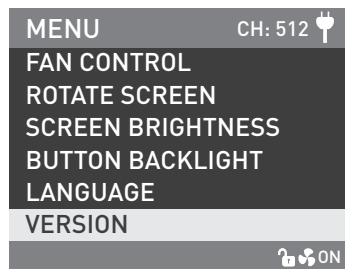 MENU CH: 512
FAN CONTROL
ROTATE SCREEN
SCREEN BRIGHTNESS
BUTTON BACKLIGHT
LANGUAGE
VERSION
ON